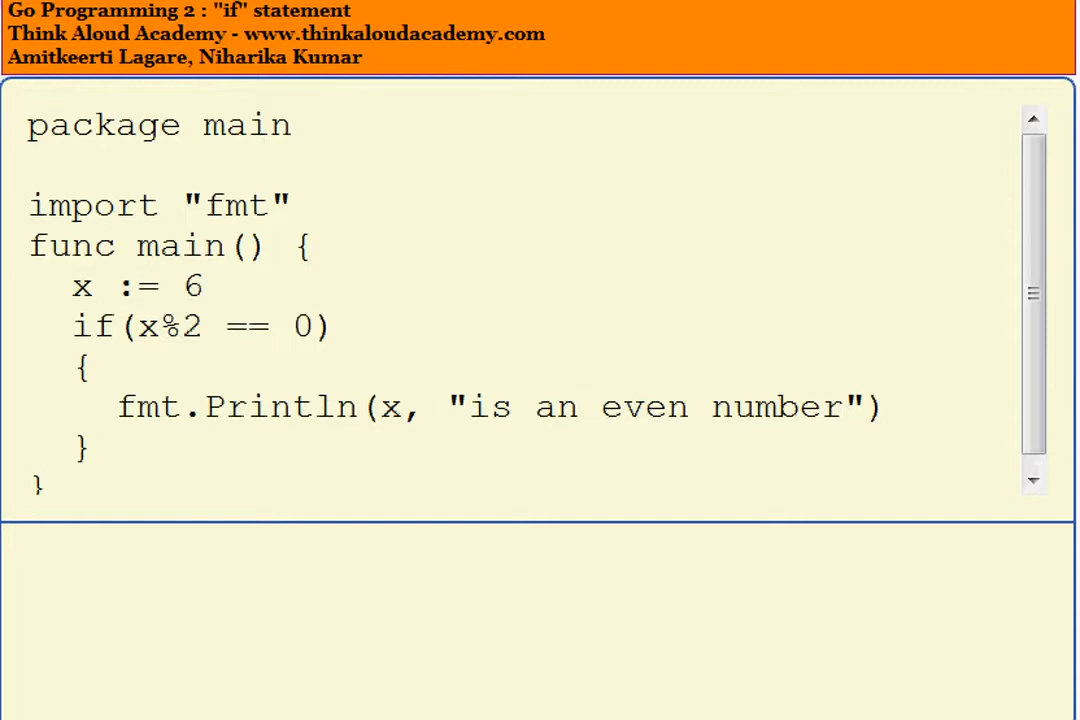 Go Programming 2 : "if" statement
Think Aloud Academy - www.thinkaloudacademy.com
Amitkeerti Lagare, Niharika Kumar
package main
import "fmt"
func main() {
x := 6
if(x%2 == 0)
{
fmt.Println(x, "is an even number")
}
}